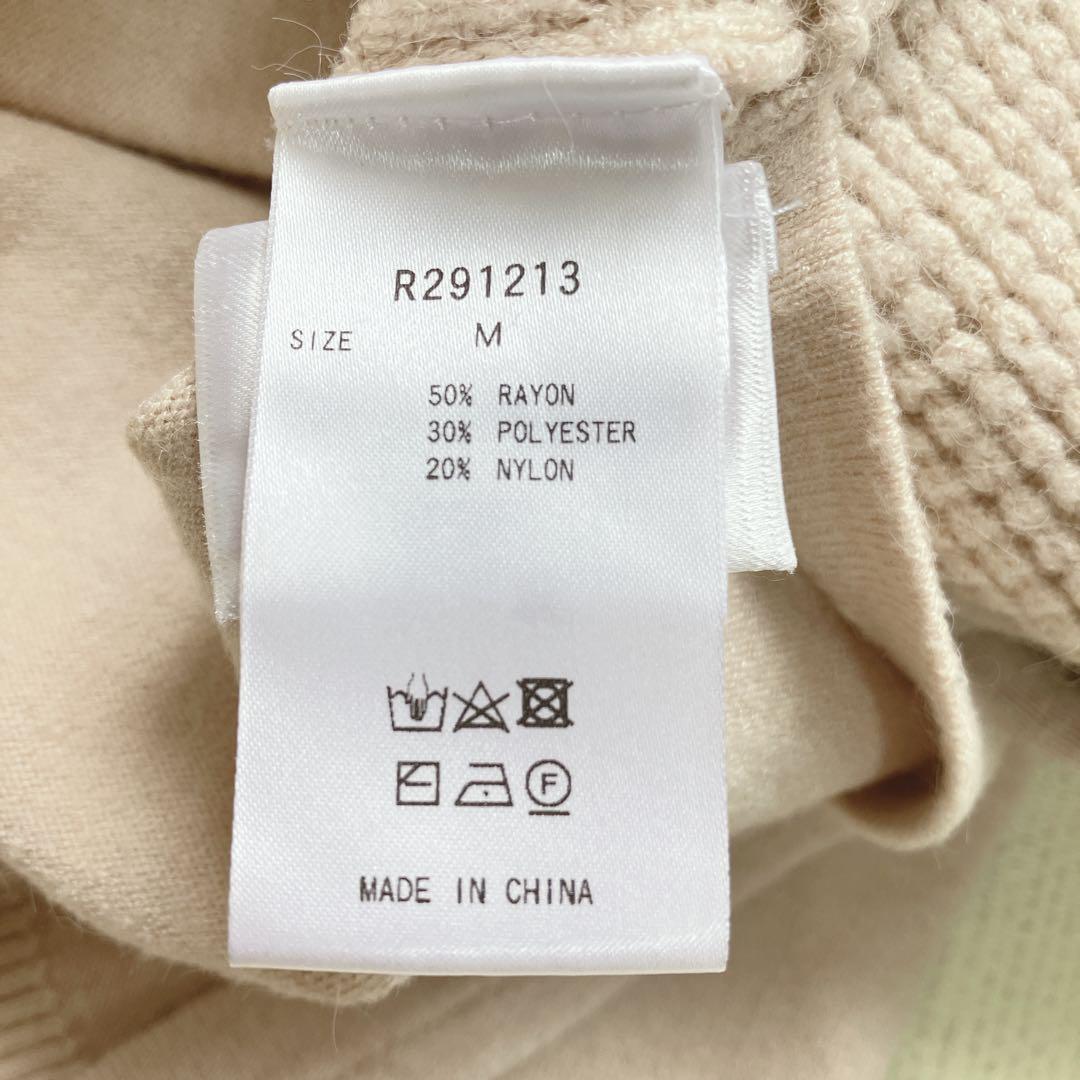 R291213
SIZE M
50% RAYON
30% POLYESTER
20% NYLON
F
MADE IN CHINA